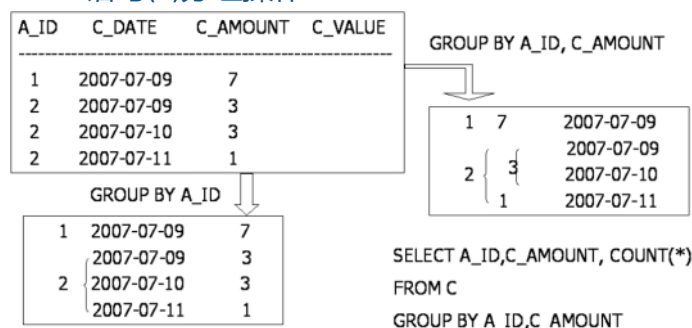 A_ID C_DATE C_AMOUNT C_VALUE
1 2007-07-09 7
2 2007-07-09 3
2 2007-07-10 3
2 2007-07-11 1
GROUP BY A_ID, C_AMOUNT
1 7 2007-07-09
2007-07-09
2 3 2007-07-10
1 2007-07-11
GROUP BY A_ID
1 2007-07-09 7
2007-07-09 3
2 2007-07-10 3
2007-07-11 1
SELECT A_ID,C_AMOUNT, COUNT(*)
FROM C
GROUP BY A_ID,C_AMOUNT